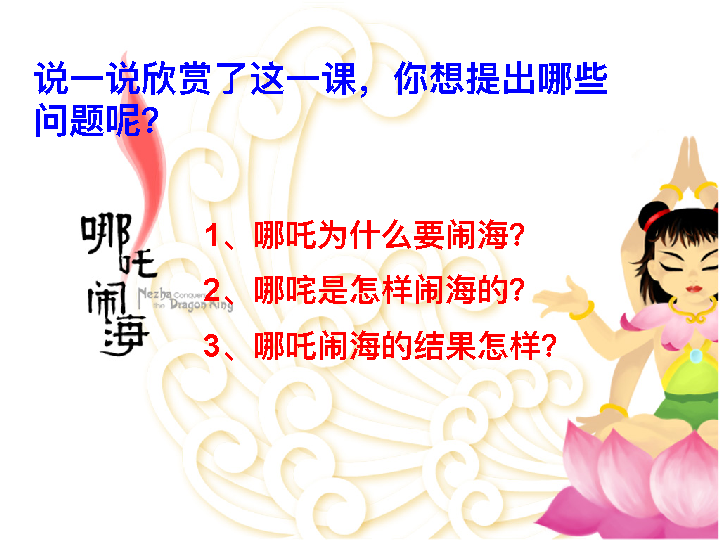 说一说欣赏了这一课，你想提出哪些
问题呢？
哪吒闹海
Nezha Conquers
the Dragon King
1、哪吒为什么要闹海？
2、哪咤是怎样闹海的？
3、哪吒闹海的结果怎样？